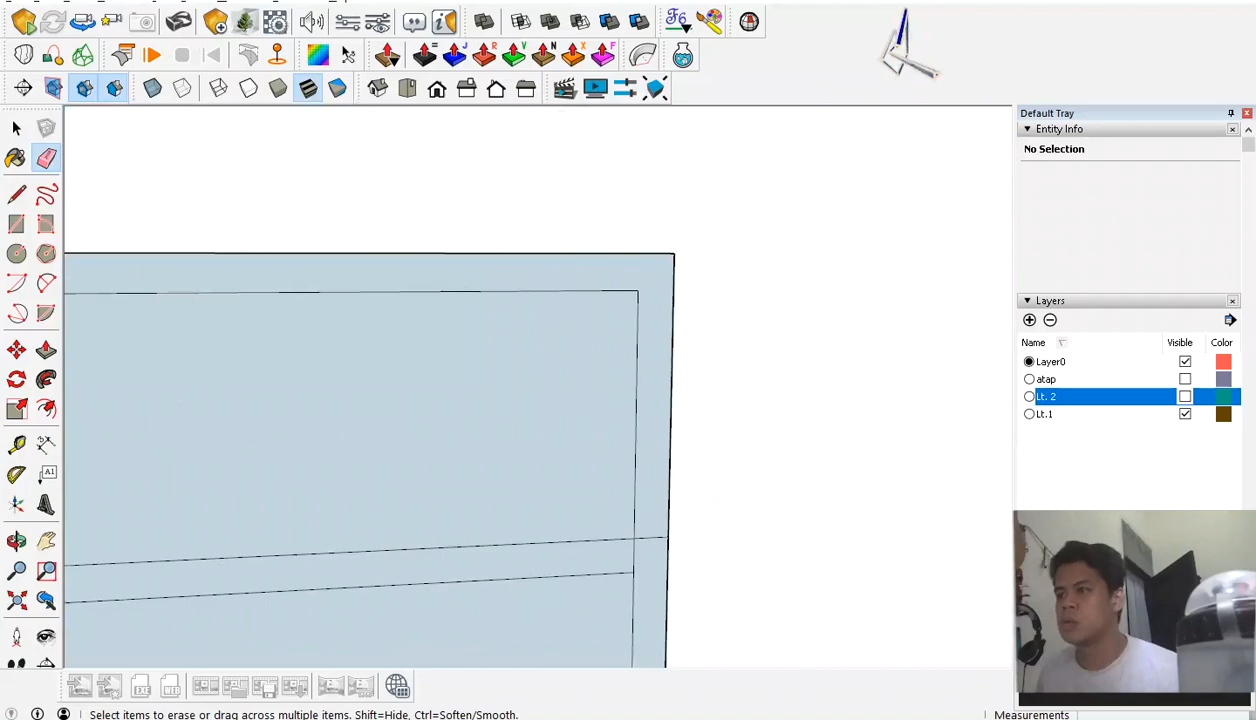 Default Tray
Entity Info
No Selection
Layers
Name Visible Color
Layer0
atap
Lt. 2
Lt.1
A1
Select items to erase or drag across multiple items. Shift=Hide, Ctrl=Soften/Smooth.
Measurements